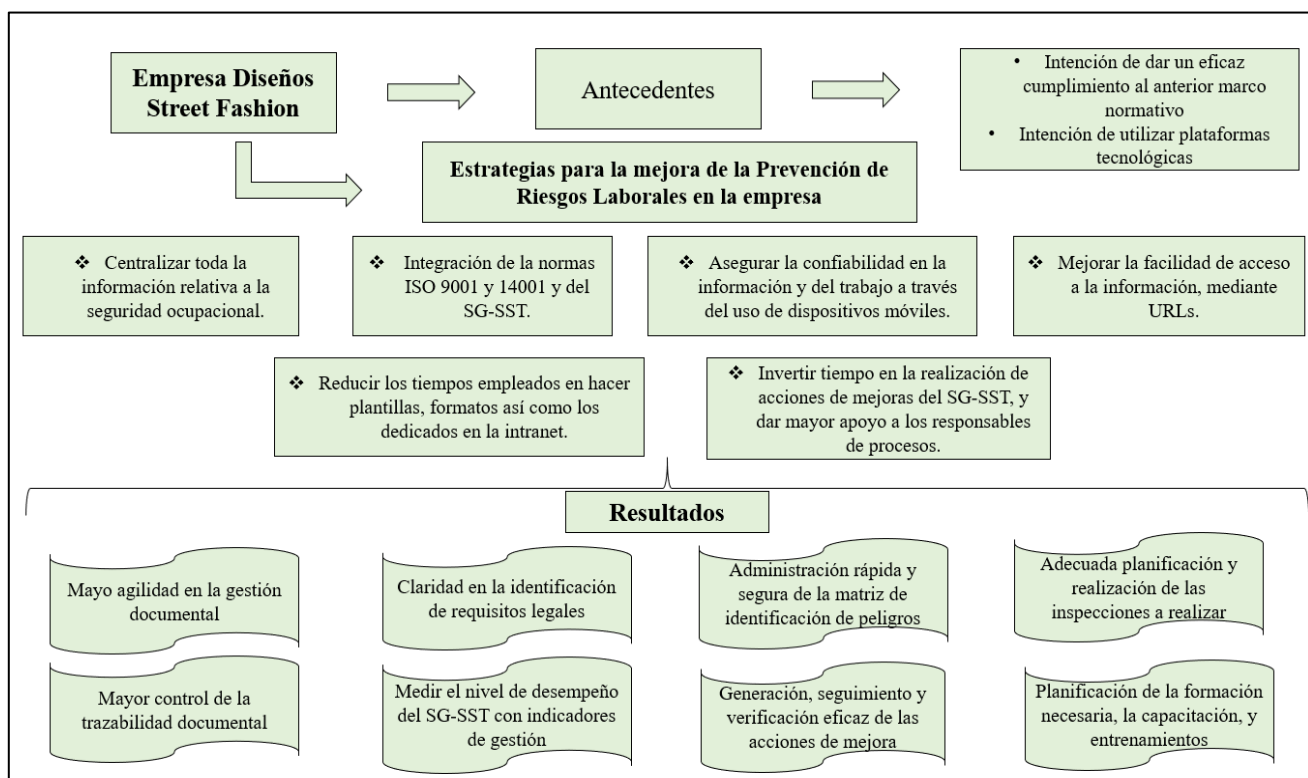 Empresa Diseños
Street Fashion
Antecedentes
• Intención de dar un eficaz
cumplimiento al anterior marco
normativo
• Intención de utilizar plataformas
tecnológicas
Estrategias para la mejora de la Prevención de
Riesgos Laborales en la empresa
❖ Centralizar toda la
información relativa a la
seguridad ocupacional.
❖ Integración de la normas
ISO 9001 y 14001 y del
SG-SST.
❖ Asegurar la confiabilidad en la
información y del trabajo a través
del uso de dispositivos móviles.
❖ Mejorar la facilidad de acceso
a la información, mediante
URLs.
❖ Reducir los tiempos empleados en hacer
plantillas, formatos así como los
dedicados en la intranet.
❖ Invertir tiempo en la realización de
acciones de mejoras del SG-SST, y
dar mayor apoyo a los responsables
de procesos.
Resultados
Mayo agilidad en la gestión
documental
Claridad en la identificación
de requisitos legales
Administración rápida y
segura de la matriz de
identificación de peligros
Adecuada planificación y
realización de las
inspecciones a realizar
Mayor control de la
trazabilidad documental
Medir el nivel de desempeño
del SG-SST con indicadores
de gestión
Generación, seguimiento y
verificación eficaz de las
acciones de mejora
Planificación de la formación
necesaria, la capacitación, y
entrenamientos